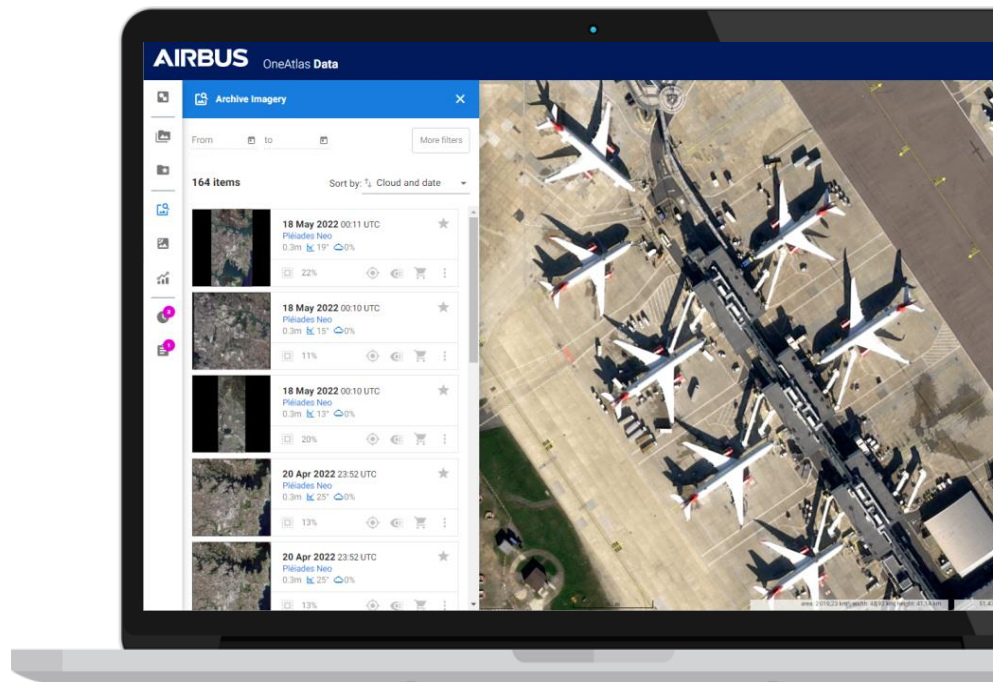 AIRBUS OneAtlas Data
Archive Imagery
From to
More filters
164 items
Sort by: Cloud and date
18 May 2022 00:11 UTC
Pléiades Neo
0.3m 19° 0%
22%
18 May 2022 00:10 UTC
Pléiades Neo
0.3m 15° 0%
11%
18 May 2022 00:10 UTC
Pléiades Neo
0.3m 13° 0%
20%
20 Apr 2022 23:52 UTC
Pléiades Neo
0.3m 25° 0%
13%
20 Apr 2022 23:52 UTC
Pléiades Neo
0.3m 25° 0%
13%